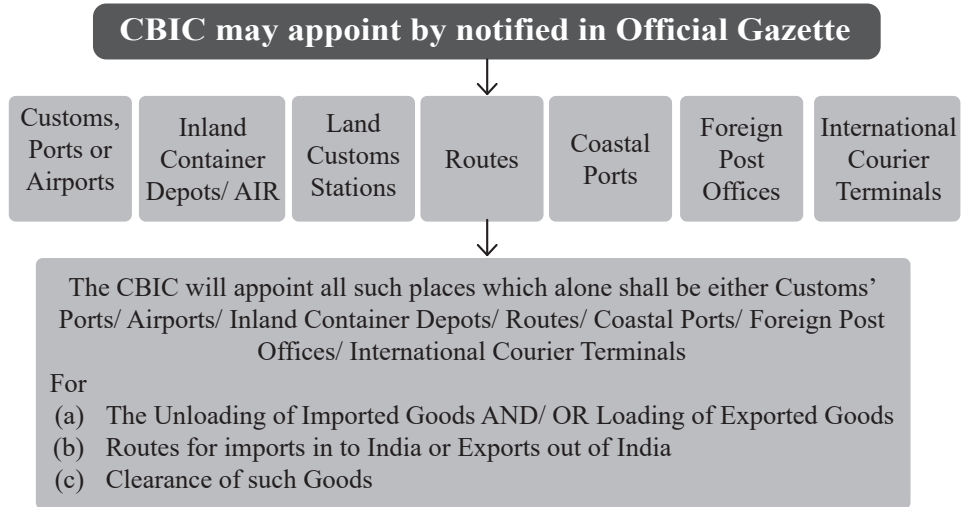 CBIC may appoint by notified in Official Gazette
Customs,
Ports or
Airports
Inland
Container
Depots/ AIR
Land
Customs
Stations
Routes
Coastal
Ports
Foreign
Post
Offices
International
Courier
Terminals
The CBIC will appoint all such places which alone shall be either Customs’
Ports/ Airports/ Inland Container Depots/ Routes/ Coastal Ports/ Foreign Post
Offices/ International Courier Terminals
For
(a) The Unloading of Imported Goods AND/ OR Loading of Exported Goods
(b) Routes for imports in to India or Exports out of India
(c) Clearance of such Goods